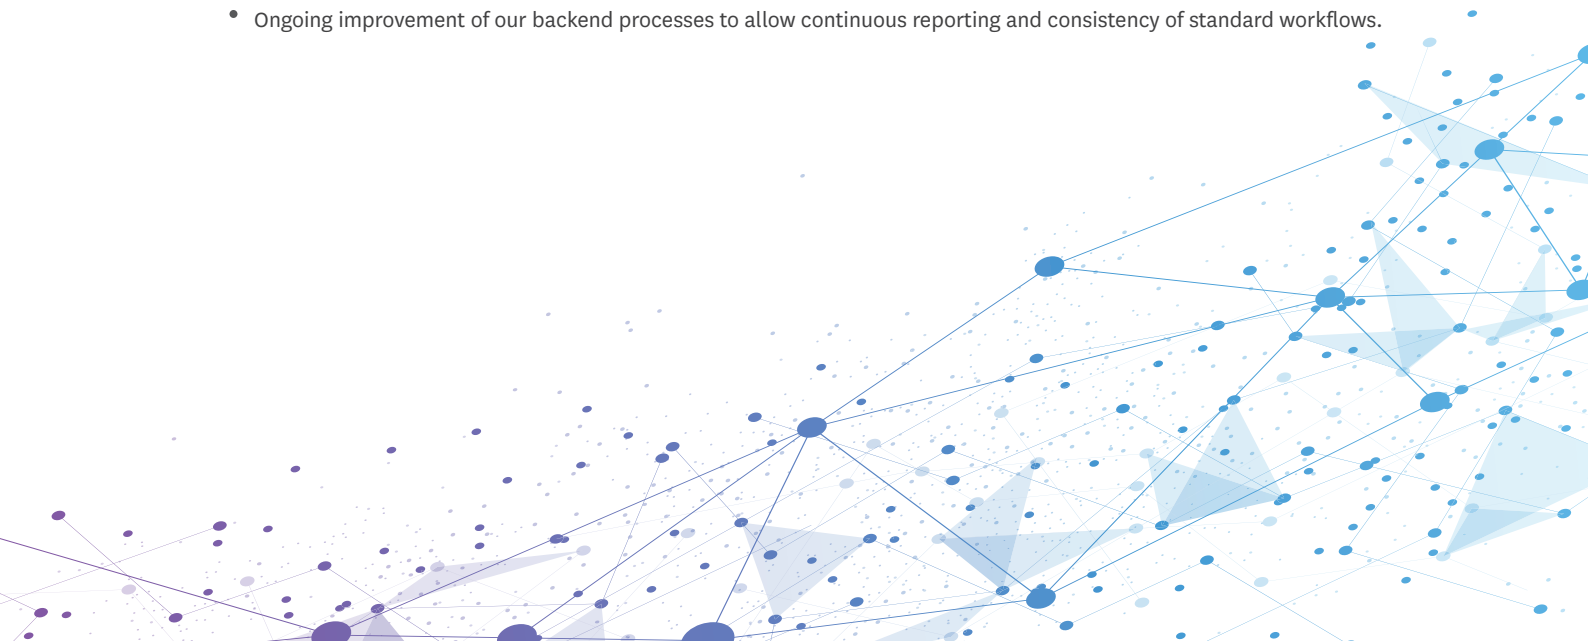 • Ongoing improvement of our backend processes to allow continuous reporting and consistency of standard workflows.